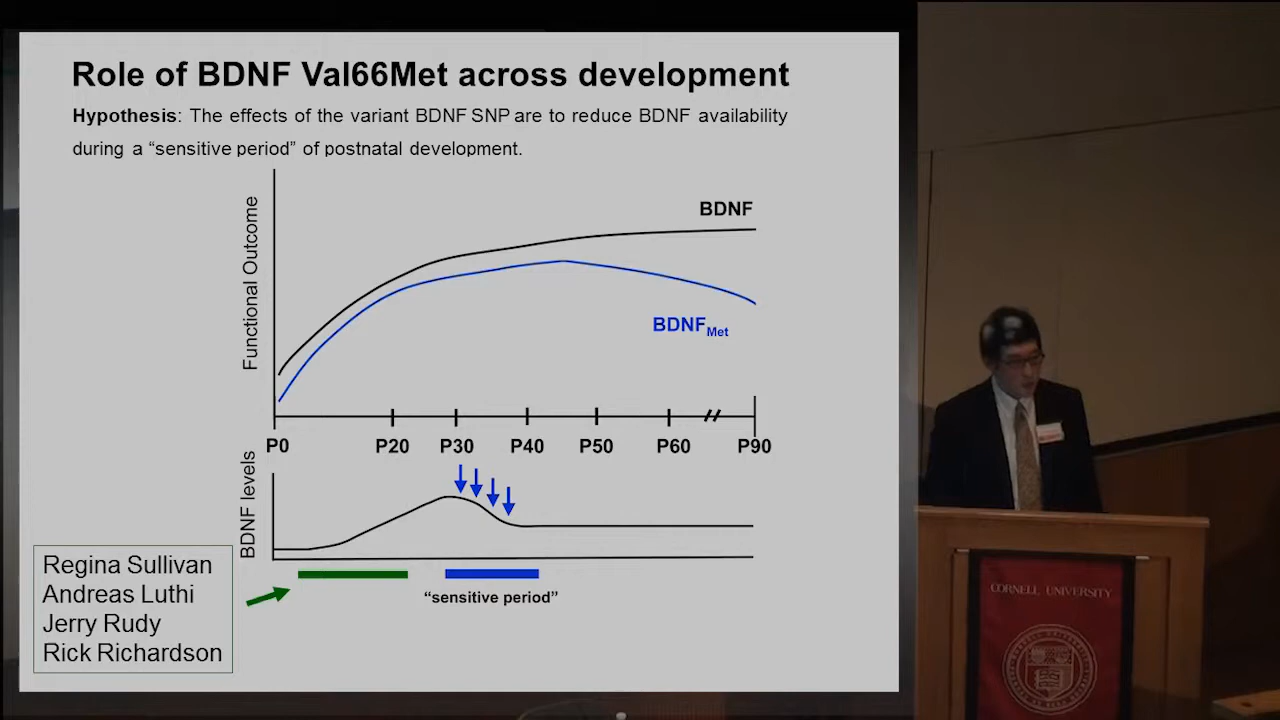 Role of BDNF Val66Met across development
Hypothesis: The effects of the variant BDNF SNP are to reduce BDNF availability
during a “sensitive period” of postnatal development.
Functional Outcome
BDNF
BDNF Met
P0 P20 P30 P40 P50 P60 P90
BDNF levels
“sensitive period”
Regina Sullivan
Andreas Luthi
Jerry Rudy
Rick Richardson
CORNELL UNIVERSITY